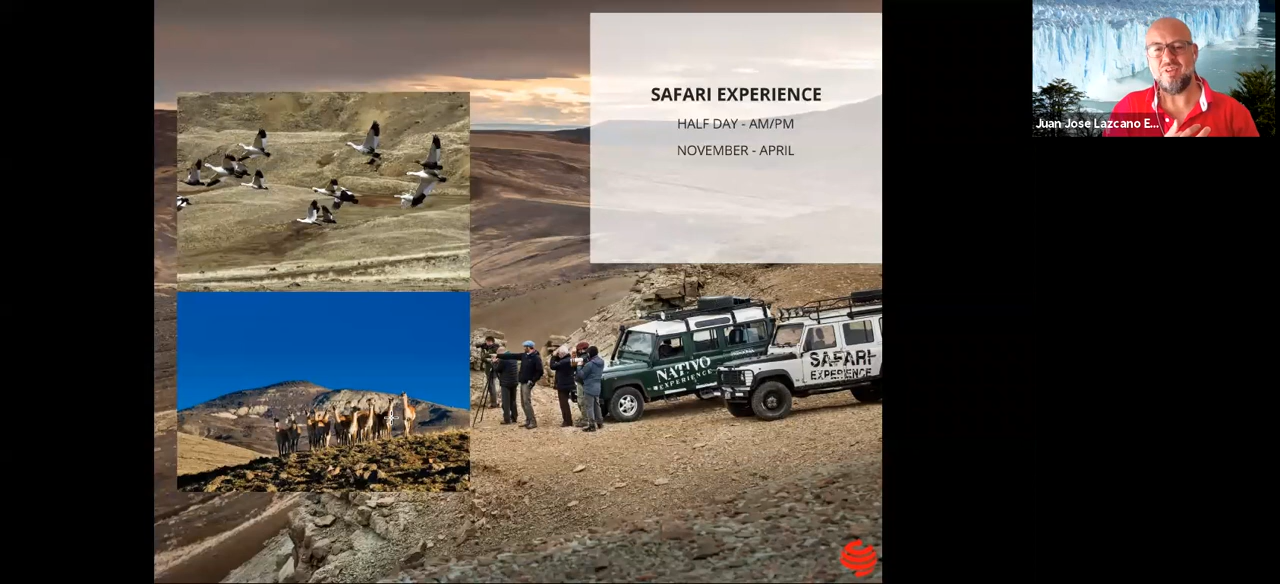 SAFARI EXPERIENCE
HALF DAY - AM/PM
NOVEMBER - APRIL
Juan Jose Lazcano E...
NATIVO
EXPERIENCE
SAFARI
EXPERIENCE